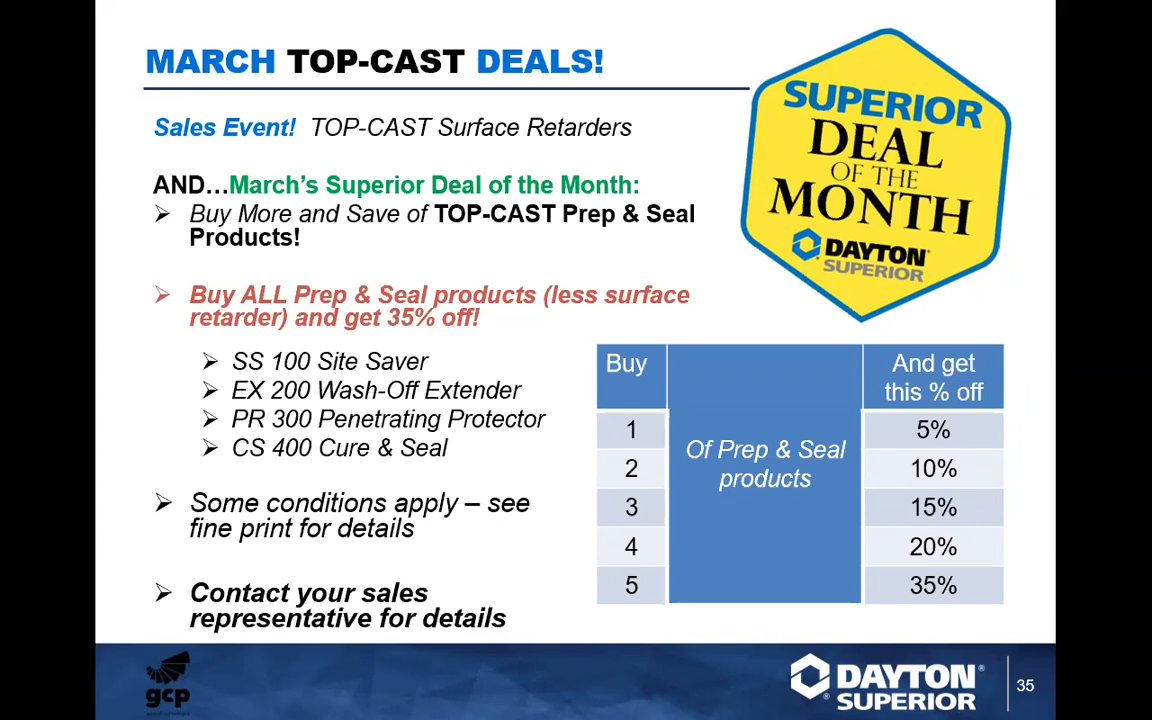 MARCH TOP-CAST DEALS!
Sales Event! TOP-CAST Surface Retarders
AND…March's Superior Deal of the Month:
Buy More and Save of TOP-CAST Prep & Seal
Products!
Buy ALL Prep & Seal products (less surface
retarder) and get 35% off!
SS 100 Site Saver
EX 200 Wash-Off Extender
PR 300 Penetrating Protector
CS 400 Cure & Seal
Some conditions apply – see
fine print for details
Contact your sales
representative for details
SUPERIOR
DEAL
OF THE
MONTH
DAYTON
SUPERIOR
Buy
And get
this % off
Of Prep & Seal
products
1 5%
2 10%
3 15%
4 20%
5 35%
gcp
DAYTON®
SUPERIOR
35